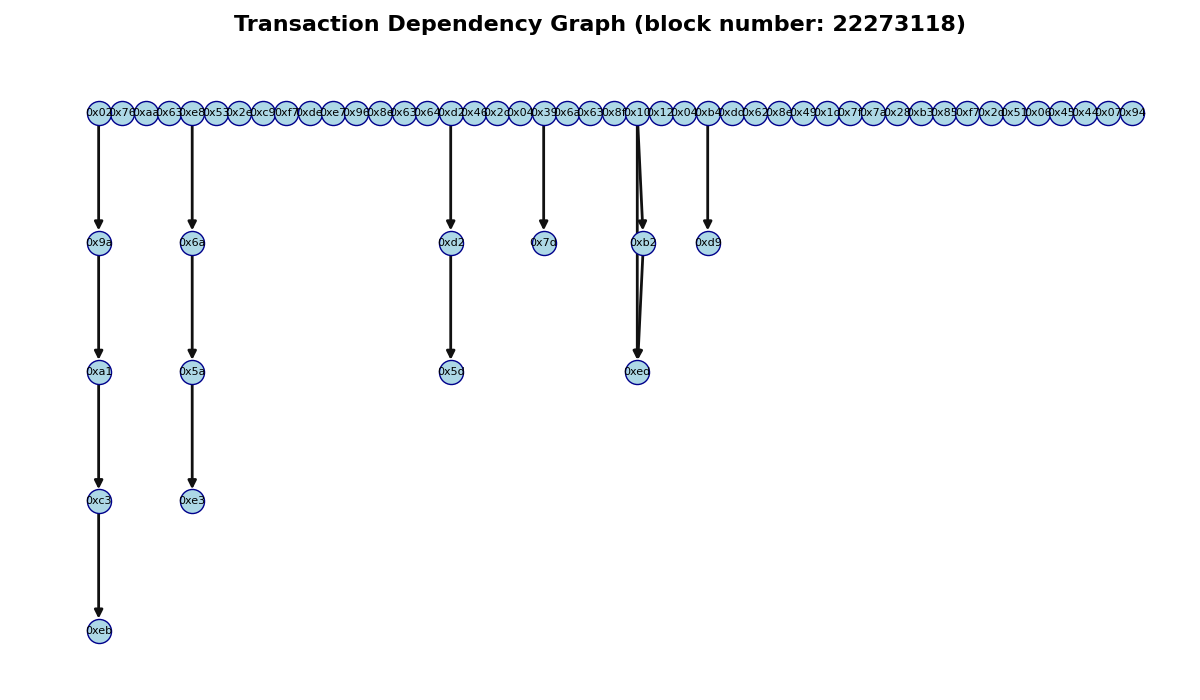 Transaction Dependency Graph (block number: 22273118)
0x02 0x76 0xaa 0x63 0xe8 0x53 0x2e 0xc9 0xf7 0xde 0xe7 0x96 0x8e 0x63 0x64 0xd2 0x46 0x2c 0x04 0x39 0x6a 0x63 0x8f 0x10 0x12 0x04 0xb4 0xdd 0x62 0x8e 0x49 0x1c 0x7f 0x7a 0x28 0xb3 0x85 0xf7 0x2d 0x51 0x06 0x45 0x44 0x07 0x94
0x9a 0x6a 0xd2 0x7d 0xb2 0xd9
0xa1 0x5a 0x5d 0xed
0xc3 0xe3
0xeb